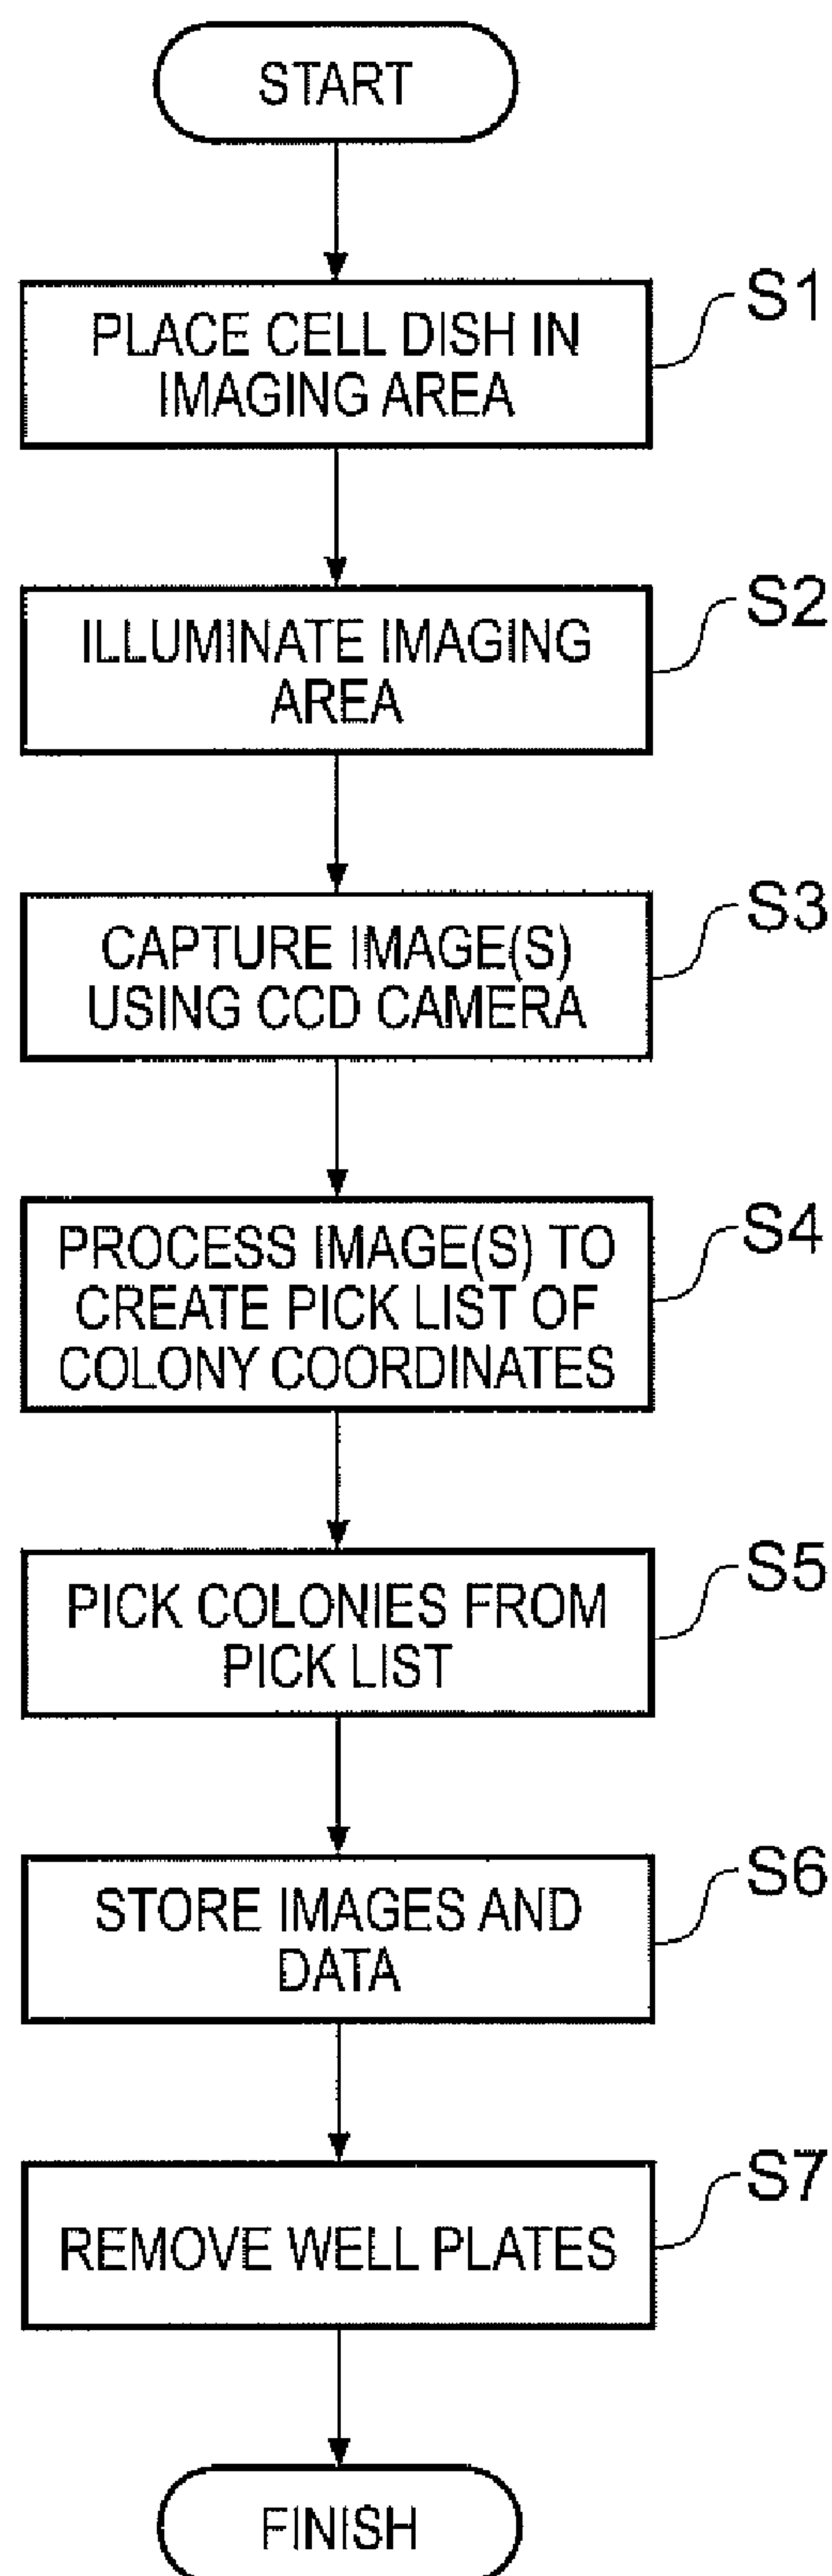 START
S1
PLACE CELL DISH IN
IMAGING AREA
S2
ILLUMINATE IMAGING
AREA
S3
CAPTURE IMAGE(S)
USING CCD CAMERA
S4
PROCESS IMAGE(S) TO
CREATE PICK LIST OF
COLONY COORDINATES
S5
PICK COLONIES FROM
PICK LIST
S6
STORE IMAGES AND
DATA
S7
REMOVE WELL PLATES
FINISH